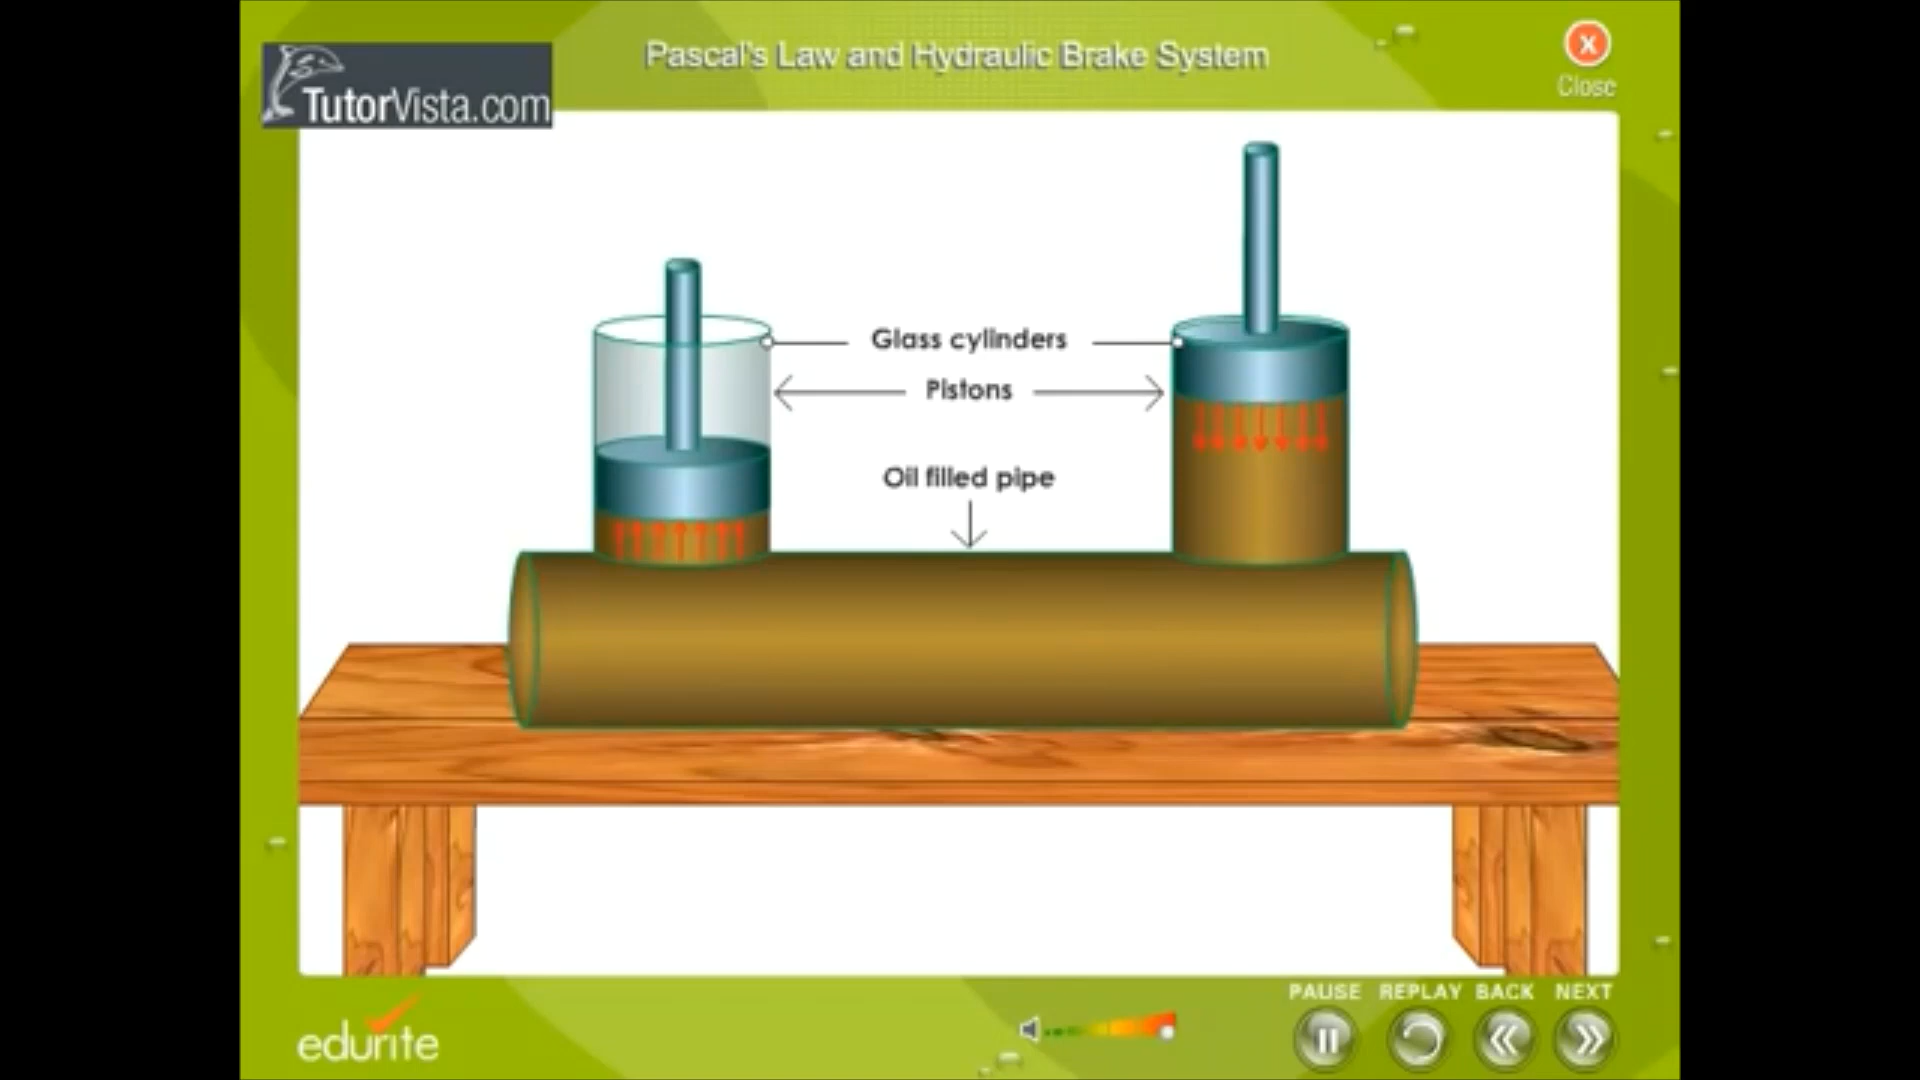 Pascal's Law and Hydraulic Brake System
X
Close
TutorVista.com
Glass cylinders
Pistons
Oil filled pipe
PAUSE REPLAY BACK NEXT
edurite